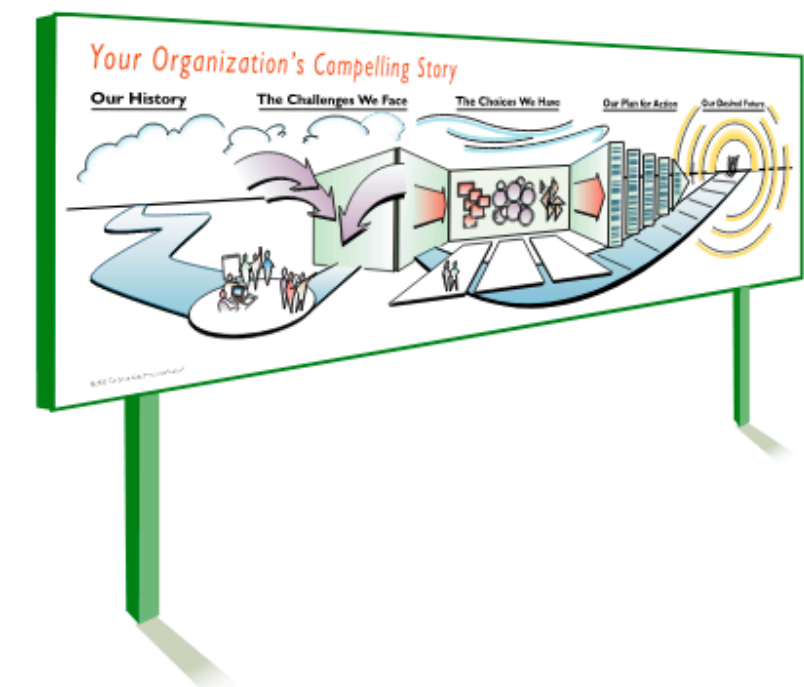 Your Organization's Compelling Story
Our History
The Challenges We Face
The Choices We Have
Our Plan for Action
Our Desired Future